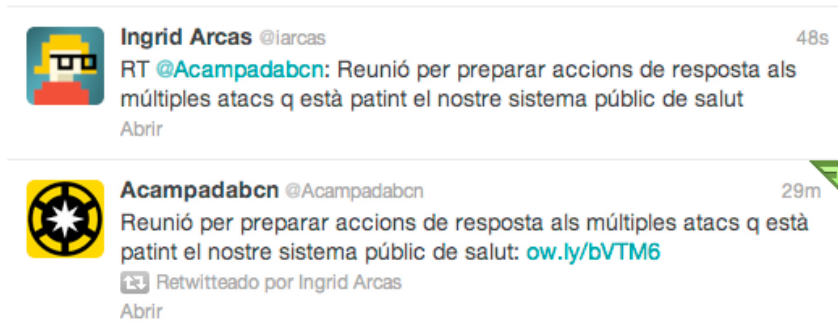 Ingrid Arcas @iarcas 48s
RT @Acampadabcn: Reunió per preparar accions de resposta als
múltiples atacs q està patint el nostre sistema públic de salut
Abrir
Acampadabcn @Acampadabcn 29m
Reunió per preparar accions de resposta als múltiples atacs q està
patint el nostre sistema públic de salut: ow.ly/bVTM6
Retwitteado por Ingrid Arcas
Abrir